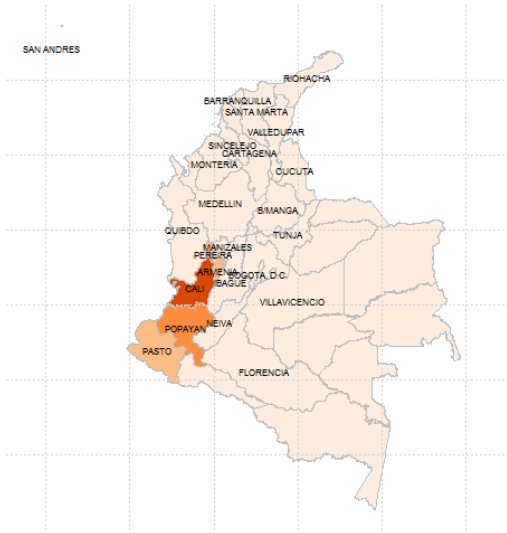 SAN ANDRES
RIOHACHA
BARRANQUILLA
SANTA MARTA
VALLEDUPAR
SINCELEJO
CARTAGENA
MONTERIA
CUCUTA
MEDELLIN
B/MANGA
QUIBDO
TUNJA
MANIZALES
PEREIRA
ARMENIA
BOGOTA, D.C.
IBAGUE
CALI
VILLAVICENCIO
NEIVA
POPAYAN
PASTO
FLORENCIA